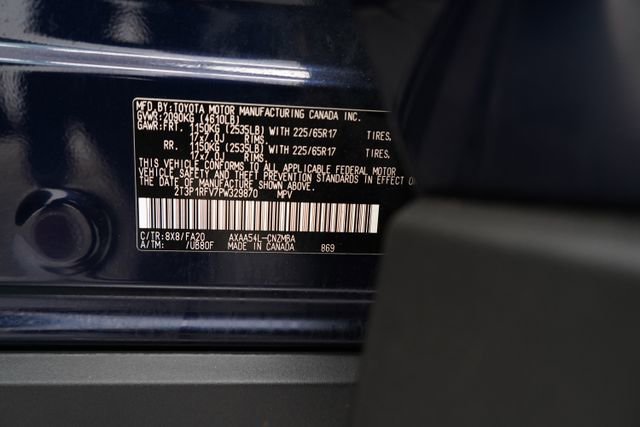 MFD.BY: TOYOTA MOTOR MANUFACTURING CANADA INC.
GVWR: 2090KG (4610LB)
GAWR: FRT. 1150KG (2535LB) WITH 225/65R17 TIRES,
17x7.0J RIMS
RR. 1150KG (2535LB) WITH 225/65R17 TIRES,
17x7.0J RIMS
THIS VEHICLE CONFORMS TO ALL APPLICABLE FEDERAL MOTOR
VEHICLE SAFETY AND THEFT PREVENTION STANDARDS IN EFFECT
THE DATE OF MANUFACTURE SHOWN ABOVE.
2T3P1RFV7PW329870 MPV
C/TR: 8X8/FA20 AXAA54L-CNZMBA
A/TM: /UB80F MADE IN CANADA 869